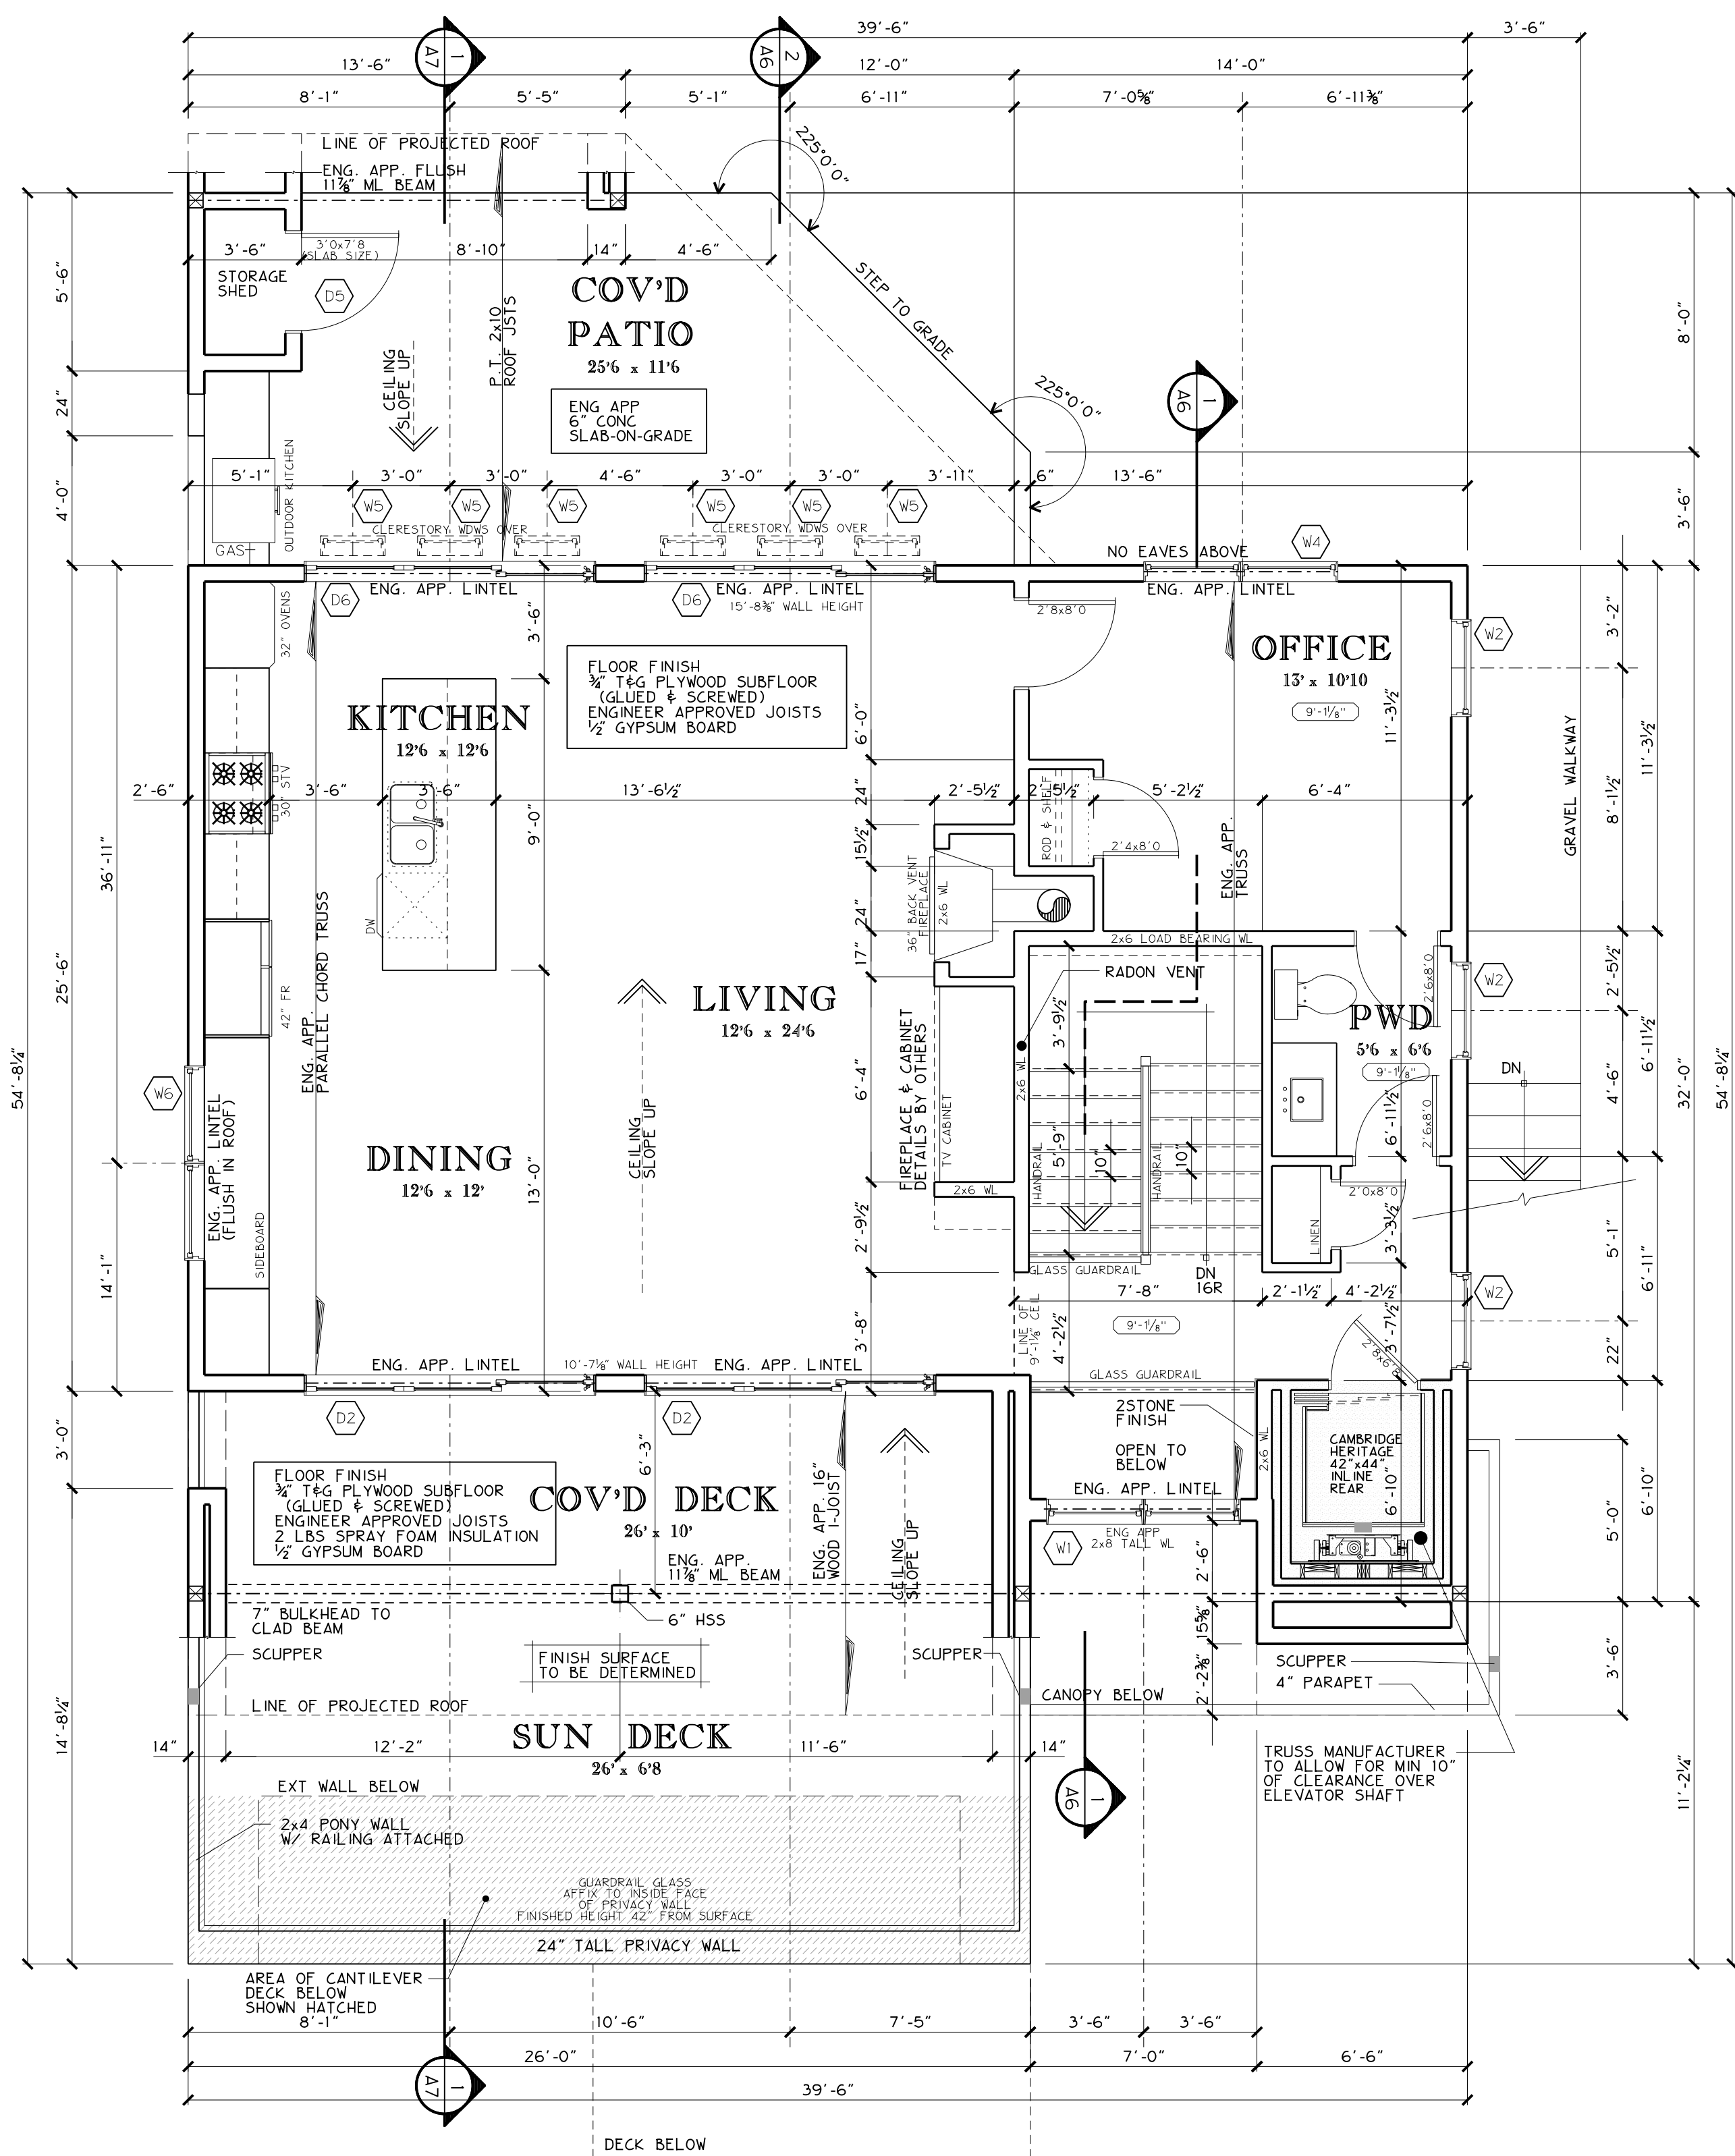 39'-6"
3'-6"
1
A7
2
A6
13'-6"
12'-0"
14'-0"
8'-1"
5'-5"
5'-1"
6'-11"
7'-0⅝"
6'-11⅜"
LINE OF PROJECTED ROOF
ENG. APP. FLUSH
11⅞" ML BEAM
225°0'0"
3'-6"
3'0x7'8
(SLAB SIZE)
8'-10"
14"
4'-6"
STORAGE
SHED
D5
COV'D
PATIO
25'6 x 11'6
STEP TO GRADE
P.T. 2x10
ROOF JSTS
CEILING
SLOPE UP
ENG APP
6" CONC
SLAB-ON-GRADE
225°0'0"
1
A6
5'-6"
24"
4'-0"
8'-0"
3'-6"
OUTDOOR KITCHEN
GAS
5'-1"
3'-0"
3'-0"
4'-6"
3'-0"
3'-0"
3'-11"
6"
13'-6"
W5
W5
W5
W5
W5
W5
CLERESTORY WDWS OVER
CLERESTORY WDWS OVER
NO EAVES ABOVE
W4
D6
ENG. APP. LINTEL
D6
ENG. APP. LINTEL
15'-8⅜" WALL HEIGHT
ENG. APP. LINTEL
32" OVENS
3'-6"
2'8x8'0
OFFICE
13' x 10'10
9'-1⅛"
W2
3'-2"
FLOOR FINISH
¾" T&G PLYWOOD SUBFLOOR
(GLUED & SCREWED)
ENGINEER APPROVED JOISTS
½" GYPSUM BOARD
KITCHEN
12'6 x 12'6
6'-0"
11'-3½"
11'-3½"
8'-1½"
GRAVEL WALKWAY
30" STV
2'-6"
3'-6"
3'-6"
13'-6½"
2'-5½"
2'-5½"
5'-2½"
6'-4"
9'-0"
24"
15½"
24"
17"
ROD & SHELF
2'4x8'0
ENG. APP.
TRUSS
36" BACK VENT
FIREPLACE
2x6 WL
DW
36'-11"
25'-6"
54'-8¼"
2x6 LOAD BEARING WL
RADON VENT
42" FR
ENG. APP.
PARALLEL CHORD TRUSS
LIVING
12'6 x 24'6
FIREPLACE & CABINET
DETAILS BY OTHERS
TV CABINET
2x6 WL
3'-9½"
PWD
5'6 x 6'6
9'-1⅛"
2'6x8'0
2'6x8'0
W2
2'-5½"
4'-6"
6'-11½"
6'-11½"
DN
32'-0"
54'-8¼"
W6
ENG. APP. LINTEL
(FLUSH IN ROOF)
DINING
12'6 x 12'
13'-0"
CEILING
SLOPE UP
6'-4"
5'-9"
HANDRAIL
10"
HANDRAIL
10"
2x6 WL
2'0x8'0
LINEN
3'-3½"
5'-1"
6'-11"
SIDEBOARD
14'-1"
2'-9½"
GLASS GUARDRAIL
DN
16R
7'-8"
2'-1½"
4'-2½"
W2
3'-8"
LINE OF
9'-1⅛" CEIL
4'-2½"
9'-1⅛"
3'-7½"
22"
2'8x6'8
ENG. APP. LINTEL
10'-7⅛" WALL HEIGHT
ENG. APP. LINTEL
GLASS GUARDRAIL
D2
D2
2STONE
FINISH
OPEN TO
BELOW
2x6 WL
CAMBRIDGE
HERITAGE
42"x44"
INLINE
REAR
6'-10"
3'-0"
6'-3"
FLOOR FINISH
¾" T&G PLYWOOD SUBFLOOR
(GLUED & SCREWED)
ENGINEER APPROVED JOISTS
2 LBS SPRAY FOAM INSULATION
½" GYPSUM BOARD
COV'D DECK
26' x 10'
ENG. APP. 16"
WOOD I-JOIST
CEILING
SLOPE UP
ENG. APP. LINTEL
W1
ENG APP
2x8 TALL WL
5'-0"
6'-10"
ENG. APP.
11⅞" ML BEAM
2'-6"
15⅝"
2'-2⅜"
3'-6"
7" BULKHEAD TO
CLAD BEAM
6" HSS
SCUPPER
FINISH SURFACE
TO BE DETERMINED
SCUPPER
SCUPPER
4" PARAPET
LINE OF PROJECTED ROOF
CANOPY BELOW
14'-8¼"
SUN DECK
26' x 6'8
14"
12'-2"
11'-6"
14"
TRUSS MANUFACTURER
TO ALLOW FOR MIN 10"
OF CLEARANCE OVER
ELEVATOR SHAFT
11'-2¼"
EXT WALL BELOW
1
A6
2x4 PONY WALL
W/ RAILING ATTACHED
GUARDRAIL GLASS
AFFIX TO INSIDE FACE
OF PRIVACY WALL
FINISHED HEIGHT 42" FROM SURFACE
24" TALL PRIVACY WALL
AREA OF CANTILEVER
DECK BELOW
SHOWN HATCHED
8'-1"
10'-6"
7'-5"
3'-6"
3'-6"
26'-0"
7'-0"
6'-6"
1
A7
39'-6"
DECK BELOW